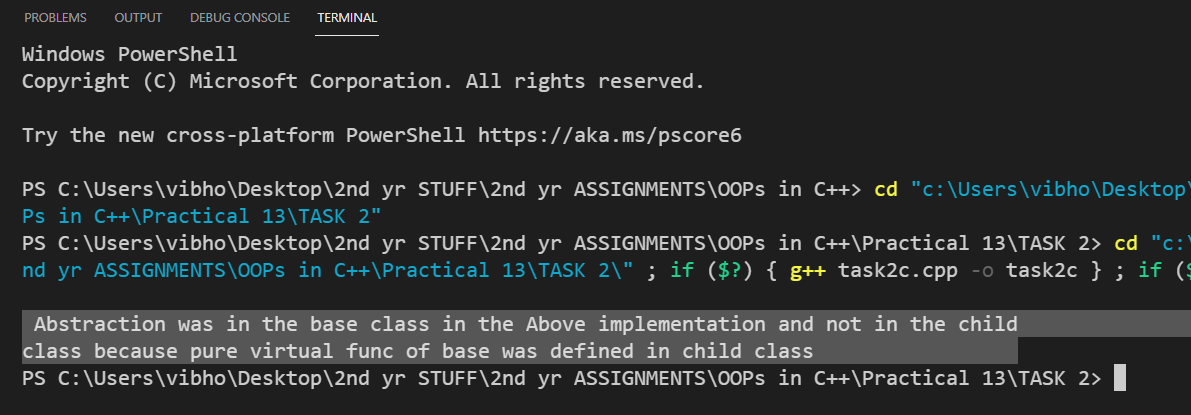 PROBLEMS OUTPUT DEBUG CONSOLE TERMINAL
Windows PowerShell
Copyright (C) Microsoft Corporation. All rights reserved.
Try the new cross-platform PowerShell https://aka.ms/pscore6
PS C:\Users\vibho\Desktop\2nd yr STUFF\2nd yr ASSIGNMENTS\OOPs in C++> cd "c:\Users\vibho\Desktop\
Ps in C++\Practical 13\TASK 2"
PS C:\Users\vibho\Desktop\2nd yr STUFF\2nd yr ASSIGNMENTS\OOPs in C++\Practical 13\TASK 2> cd "c:\
nd yr ASSIGNMENTS\OOPs in C++\Practical 13\TASK 2\" ; if ($?) { g++ task2c.cpp -o task2c } ; if ($
Abstraction was in the base class in the Above implementation and not in the child
class because pure virtual func of base was defined in child class
PS C:\Users\vibho\Desktop\2nd yr STUFF\2nd yr ASSIGNMENTS\OOPs in C++\Practical 13\TASK 2>